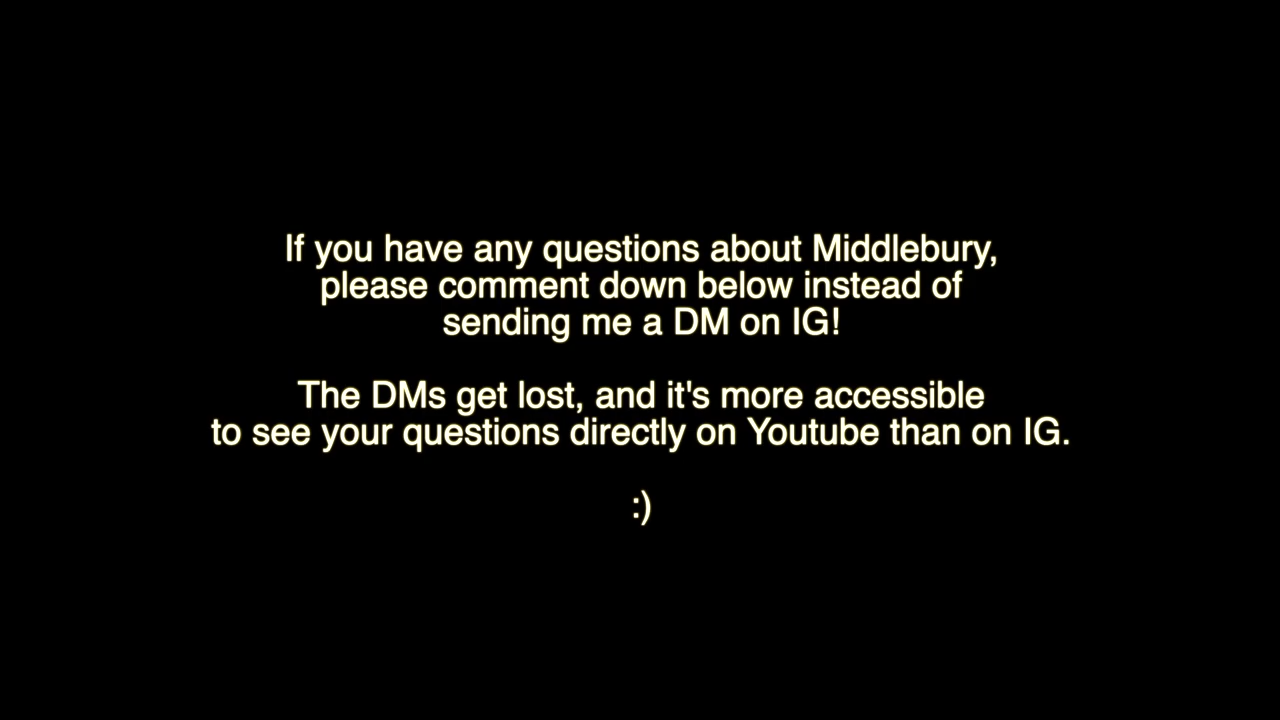 If you have any questions about Middlebury,
please comment down below instead of
sending me a DM on IG!
The DMs get lost, and it's more accessible
to see your questions directly on Youtube than on IG.
:)